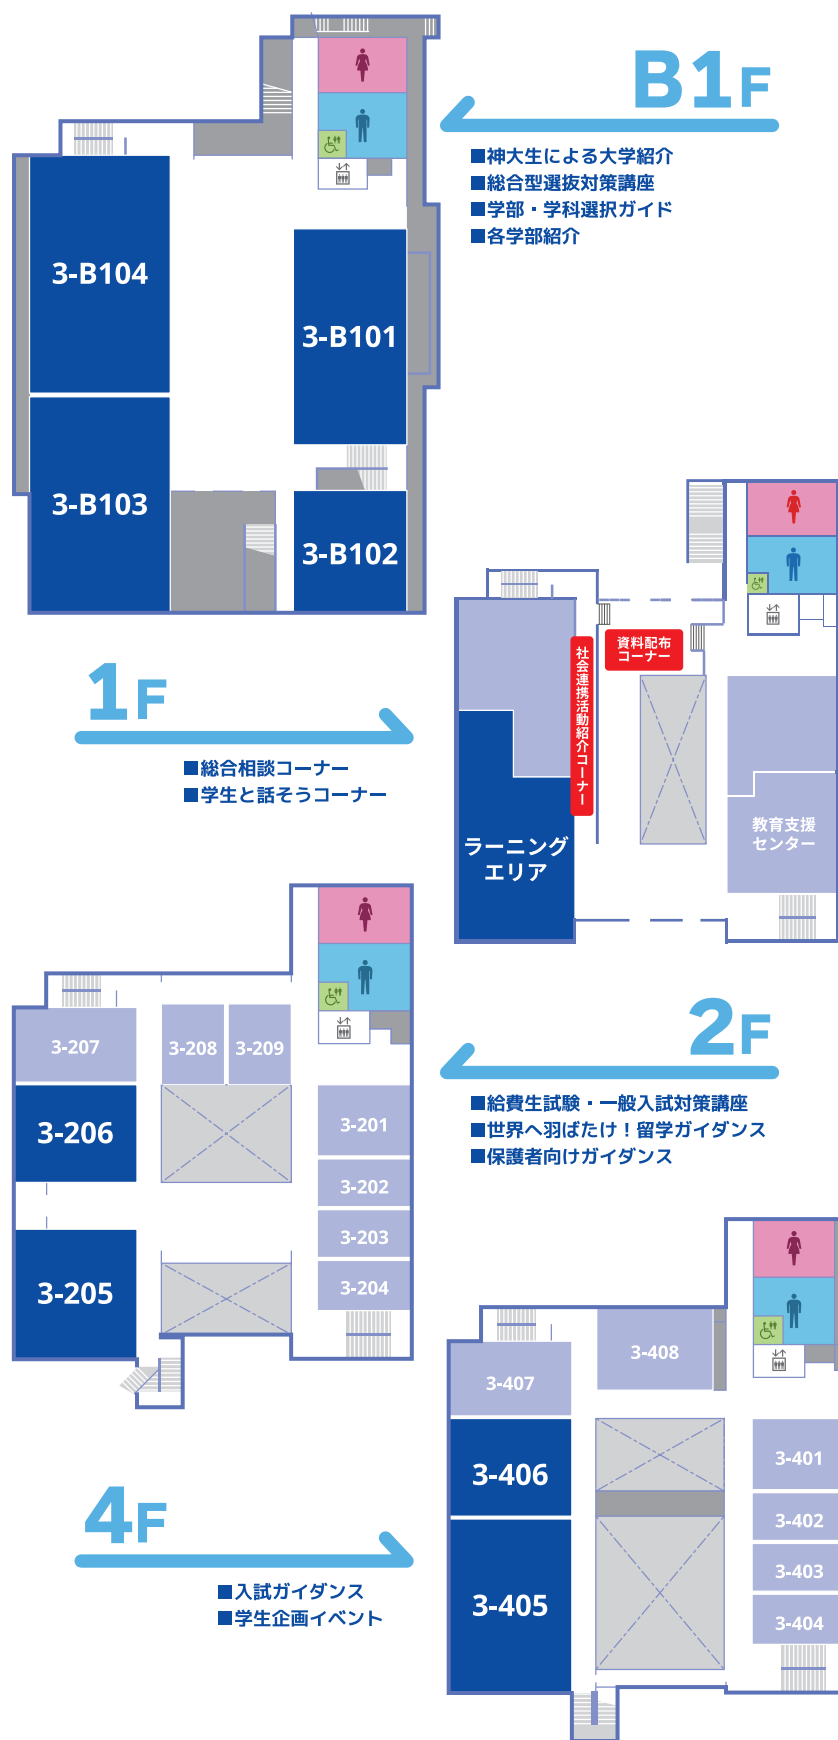 B1F
■神大生による大学紹介
■総合型選抜対策講座
■学部・学科選択ガイド
■各学部紹介
3-B104
3-B101
3-B103
3-B102
1F
■総合相談コーナー
■学生と話そうコーナー
資料配布
コーナー
社会連携活動紹介コーナー
教育支援
センター
ラーニング
エリア
2F
■給費生試験・一般入試対策講座
■世界へ羽ばたけ！留学ガイダンス
■保護者向けガイダンス
3-207
3-208
3-209
3-206
3-201
3-202
3-203
3-205
3-204
4F
■入試ガイダンス
■学生企画イベント
3-408
3-407
3-406
3-401
3-402
3-403
3-405
3-404